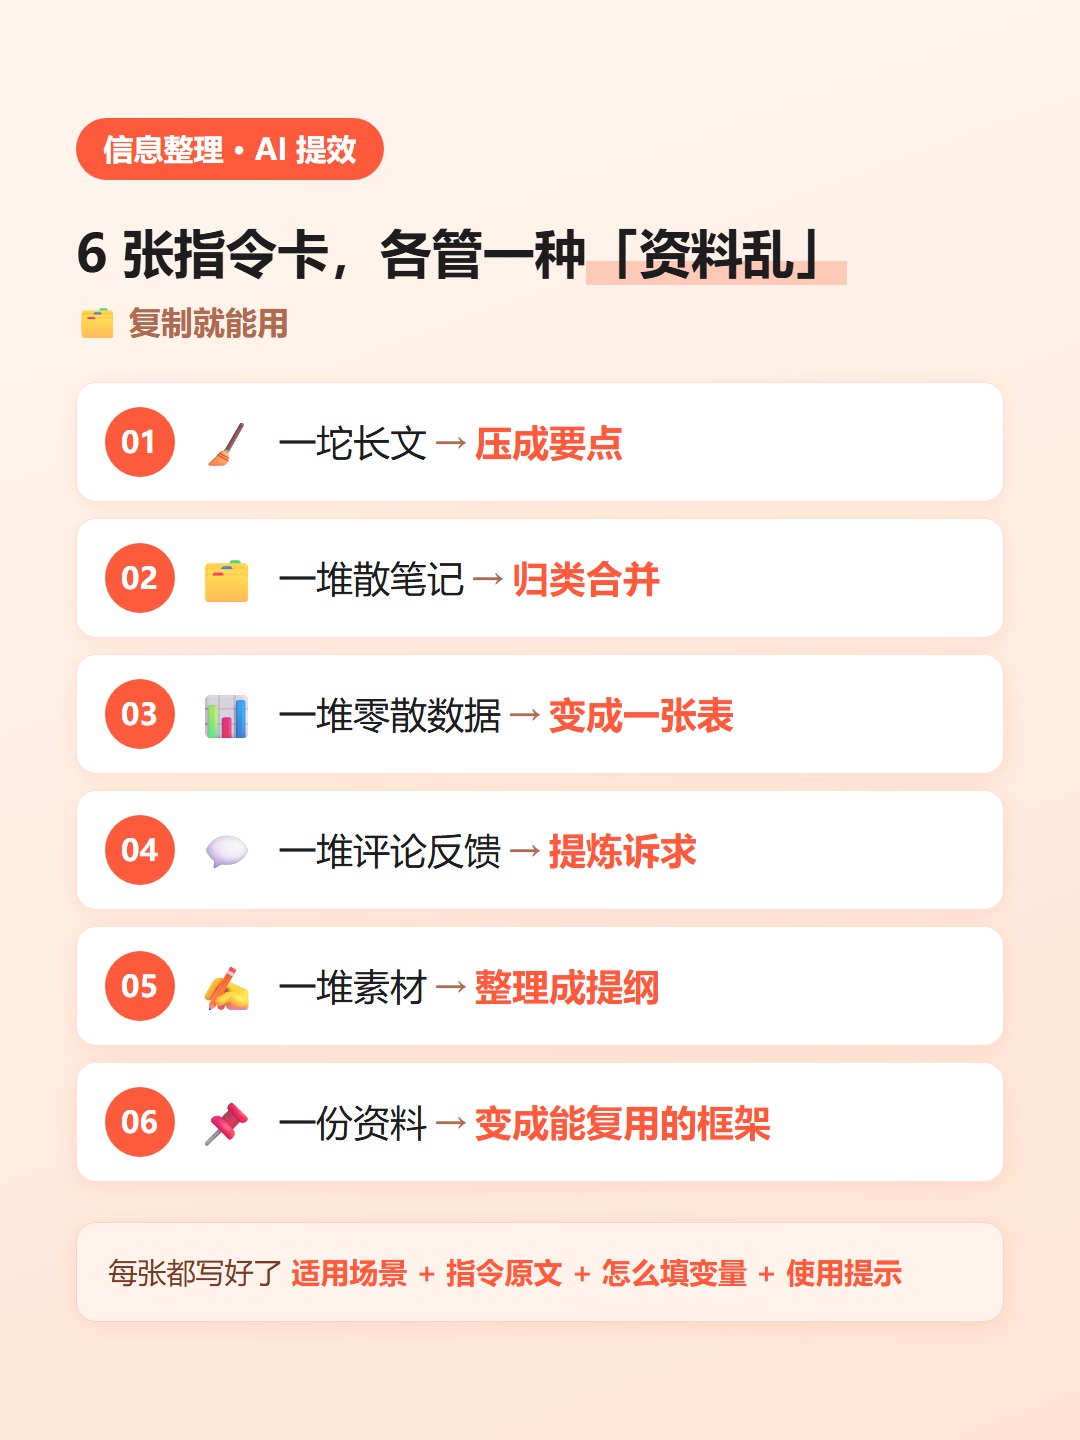 信息整理 • AI 提效
6 张指令卡，各管一种「资料乱」
复制就能用
01 一坨长文 → 压成要点
02 一堆散笔记 → 归类合并
03 一堆零散数据 → 变成一张表
04 一堆评论反馈 → 提炼诉求
05 一堆素材 → 整理成提纲
06 一份资料 → 变成能复用的框架
每张都写好了 适用场景 + 指令原文 + 怎么填变量 + 使用提示